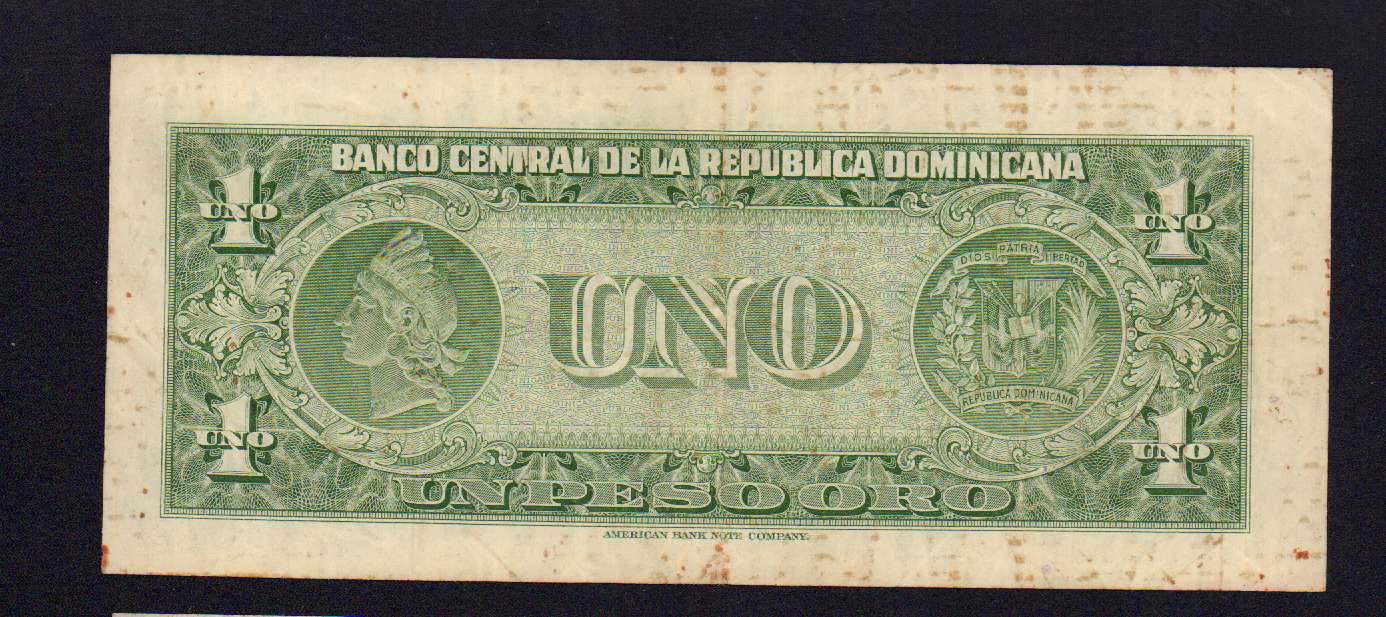 BANCO CENTRAL DE LA REPUBLICA DOMINICANA
1
UNO
1
UNO
DIOS PATRIA LIBERTAD
UNO
REPUBLICA DOMINICANA
1
UNO
1
UNO
UN PESO ORO
AMERICAN BANK NOTE COMPANY.